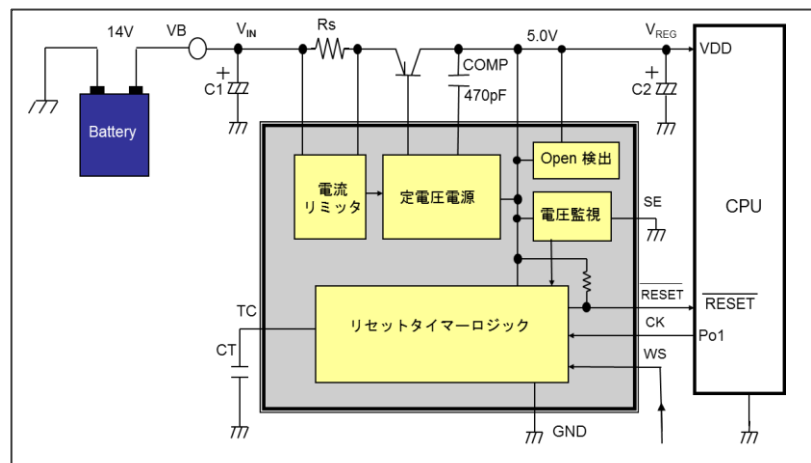 14V
VB
VIN
Rs
5.0V
VREG
VDD
COMP
470pF
C1
+
C2
+
Battery
Open 検出
電流
リミッタ
定電圧電源
電圧監視
SE
CPU
TC
CT
リセットタイマーロジック
RESET
RESET
CK
Po1
WS
GND